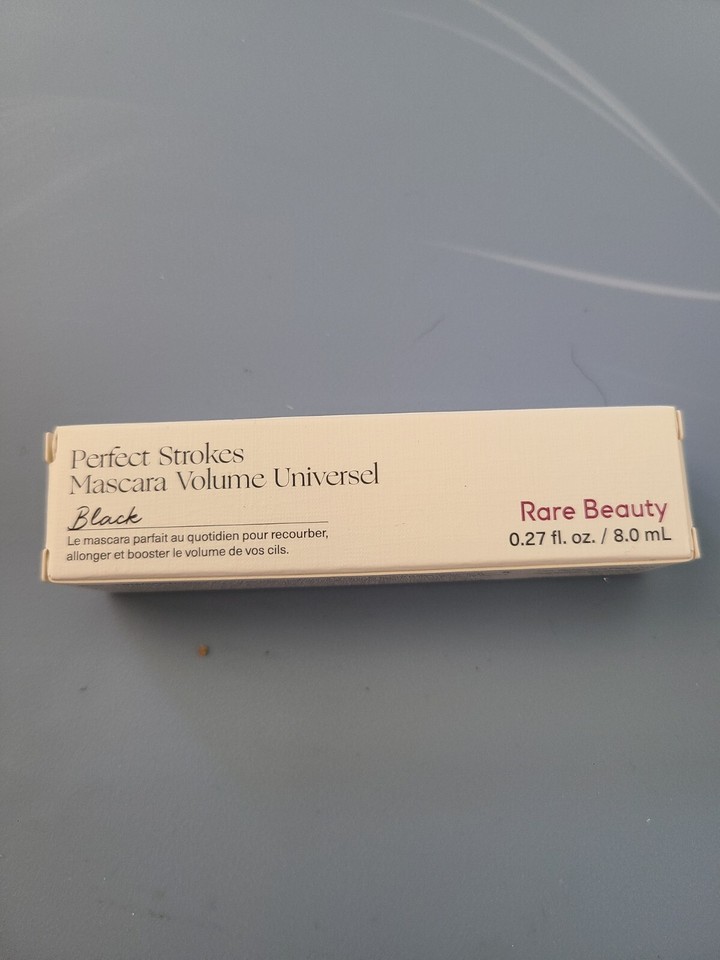 Perfect Strokes
Mascara Volume Universel
Black
Le mascara parfait au quotidien pour recourber,
allonger et booster le volume de vos cils.
Rare Beauty
0.27 fl. oz. / 8.0 mL